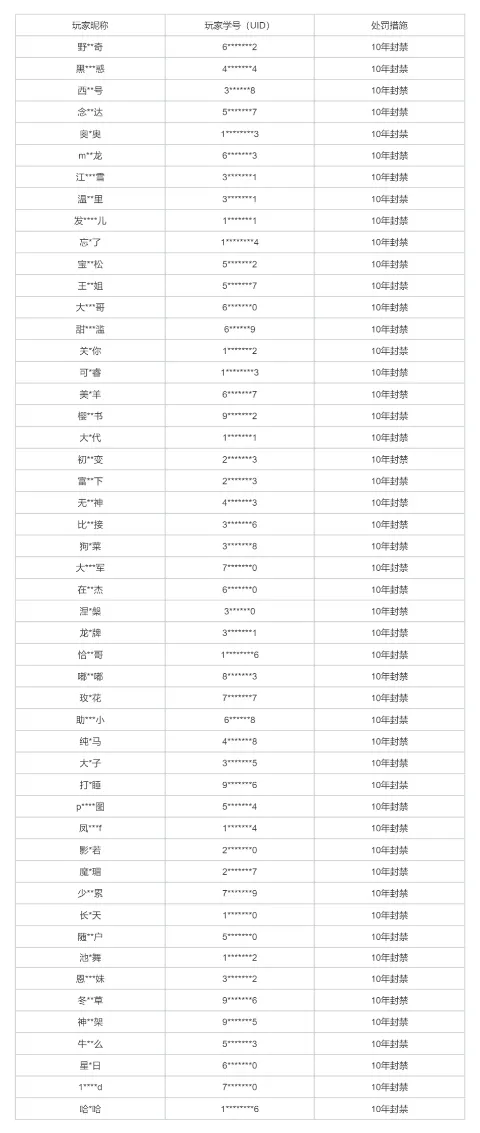 玩家昵称 玩家学号（UID） 处罚措施
野**奇 6*******2 10年封禁
黑***惑 4*******4 10年封禁
西**号 3******8 10年封禁
念**达 5*******7 10年封禁
奥*奥 1********3 10年封禁
m**龙 6*******3 10年封禁
江***雪 3*******1 10年封禁
温**里 3*******1 10年封禁
发****儿 1*******1 10年封禁
忘*了 1********4 10年封禁
宝**松 5*******2 10年封禁
王**姐 5*******7 10年封禁
大***哥 6*******0 10年封禁
甜***滥 6******9 10年封禁
关*你 1*******2 10年封禁
可*睿 1********3 10年封禁
美*羊 6*******7 10年封禁
樱**书 9*******2 10年封禁
大*代 1*******1 10年封禁
初**变 2*******3 10年封禁
富**下 2*******3 10年封禁
无**神 4*******3 10年封禁
比**接 3*******6 10年封禁
狗*菜 3*******8 10年封禁
大***军 7*******0 10年封禁
在**杰 6*******0 10年封禁
涅*槃 3******0 10年封禁
龙*牌 3*******1 10年封禁
恰**哥 1********6 10年封禁
嘟**嘟 8*******3 10年封禁
玫*花 7*******7 10年封禁
助***小 6******8 10年封禁
纯*马 4*******8 10年封禁
大*子 3*******5 10年封禁
打*睡 9*******6 10年封禁
p****图 5*******4 10年封禁
凤***f 1*******4 10年封禁
影*若 2*******0 10年封禁
魔*瑂 2*******7 10年封禁
少**累 7*******9 10年封禁
长*天 1*******0 10年封禁
随**户 5*******0 10年封禁
池*舞 1*******2 10年封禁
恩***妹 3*******2 10年封禁
冬**草 9*******6 10年封禁
神**架 9*******5 10年封禁
牛**么 5*******3 10年封禁
星*日 6*******0 10年封禁
1****d 7*******0 10年封禁
哈*哈 1********6 10年封禁